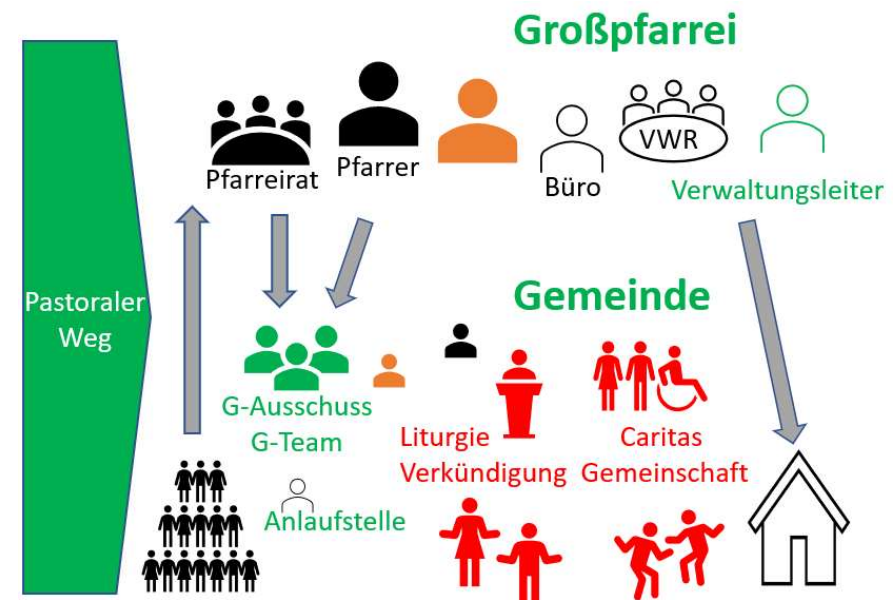 Großpfarrei
Pfarreirat
Pfarrer
Büro
VWR
Verwaltungsleiter
Pastoraler
Weg
Gemeinde
G-Ausschuss
G-Team
Anlaufstelle
Liturgie
Verkündigung
Caritas
Gemeinschaft